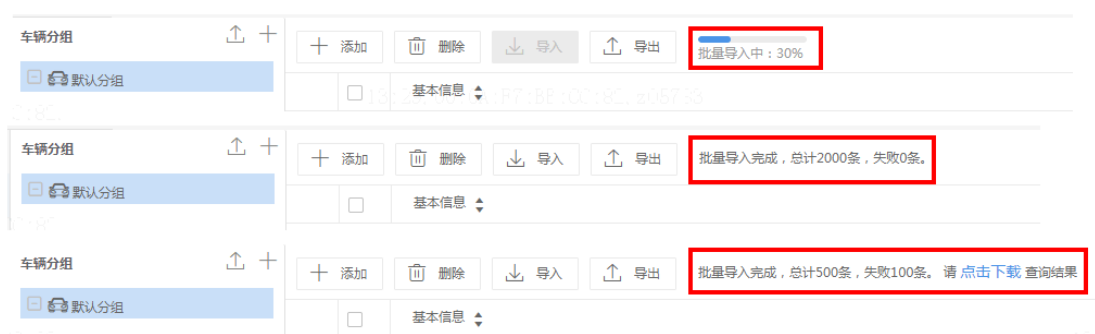 车辆分组
添加 删除 导入 导出
批量导入中：30%
默认分组
基本信息
车辆分组
添加 删除 导入 导出 批量导入完成，总计2000条，失败0条。
默认分组
基本信息
车辆分组
添加 删除 导入 导出 批量导入完成，总计500条，失败100条。 请 点击下载 查询结果
默认分组
基本信息